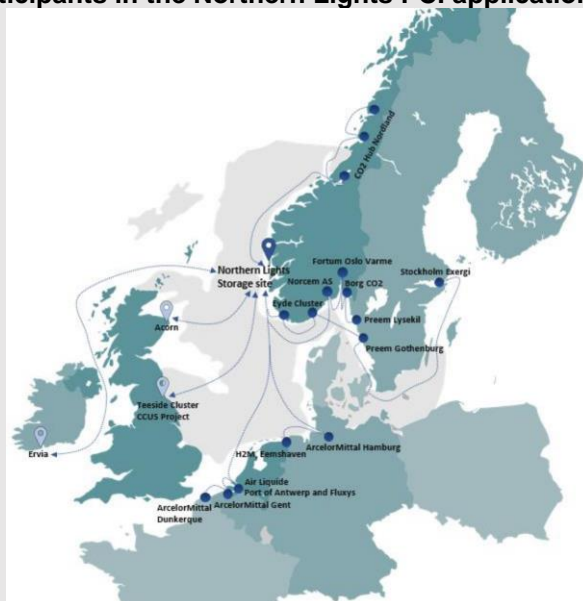 ticipants in the Northern Lights PCI application
CO2 Hub Nordland
Northern Lights
Storage site
Fortum Oslo Varme
Stockholm Exergi
Norcem AS
Borg CO2
Eyde Cluster
Preem Lysekil
Acorn
Preem Gothenburg
Teeside Cluster
CCUS Project
Ervia
ArcelorMittal Hamburg
H2M, Eemshaven
Air Liquide
Port of Antwerp and Fluxys
ArcelorMittal Gent
ArcelorMittal
Dunkerque